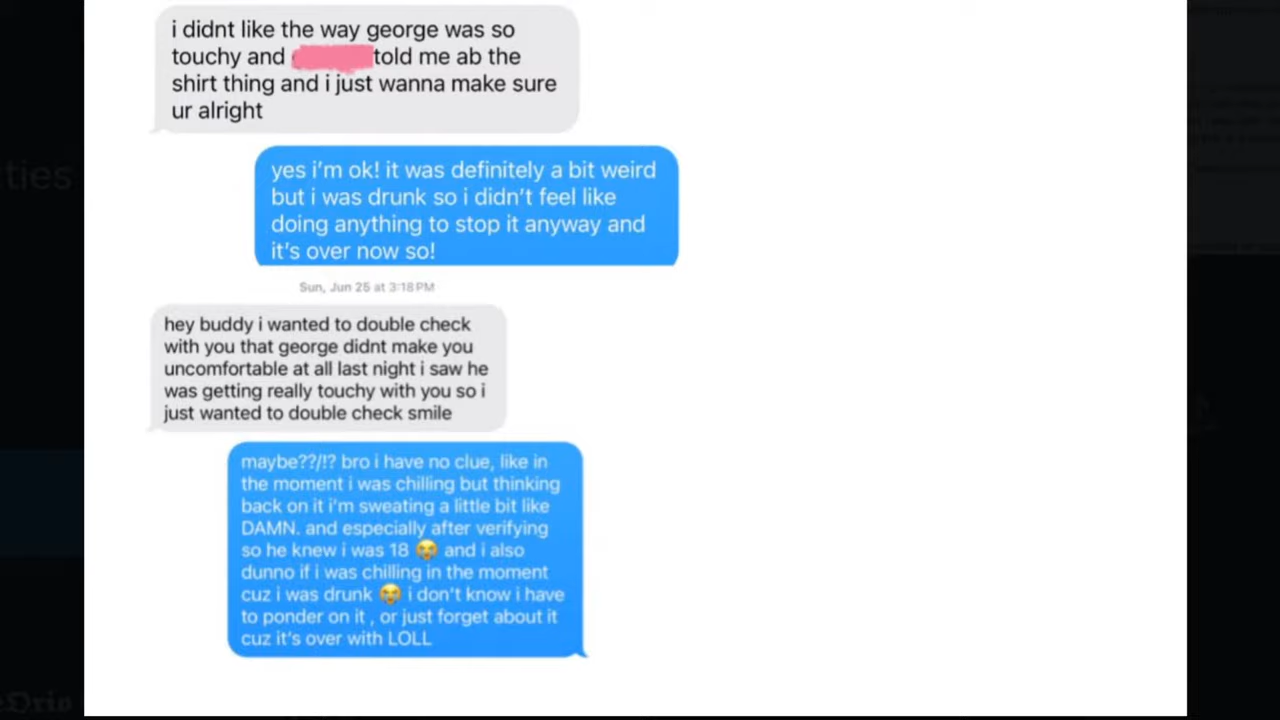 i didnt like the way george was so
touchy and told me ab the
shirt thing and i just wanna make sure
ur alright
yes i'm ok! it was definitely a bit weird
but i was drunk so i didn't feel like
doing anything to stop it anyway and
it's over now so!
Sun, Jun 25 at 3:18 PM
hey buddy i wanted to double check
with you that george didnt make you
uncomfortable at all last night i saw he
was getting really touchy with you so i
just wanted to double check smile
maybe??/!? bro i have no clue, like in
the moment i was chilling but thinking
back on it i'm sweating a little bit like
DAMN. and especially after verifying
so he knew i was 18 😭 and i also
dunno if i was chilling in the moment
cuz i was drunk 😭 i don't know i have
to ponder on it , or just forget about it
cuz it's over with LOLL
ties